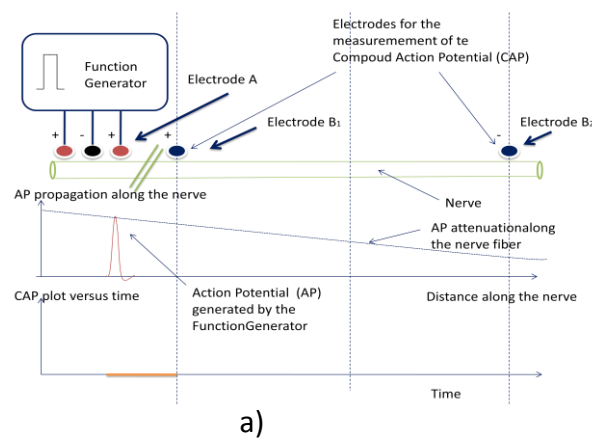 Function
Generator
Electrodes for the
measuremement of te
Compoud Action Potential (CAP)
Electrode A
Electrode B₁
Electrode B₂
+
-
+
+
-
Nerve
AP propagation along the nerve
AP attenuationalong
the nerve fiber
Action Potential (AP)
generated by the
FunctionGenerator
Distance along the nerve
CAP plot versus time
Time
a)